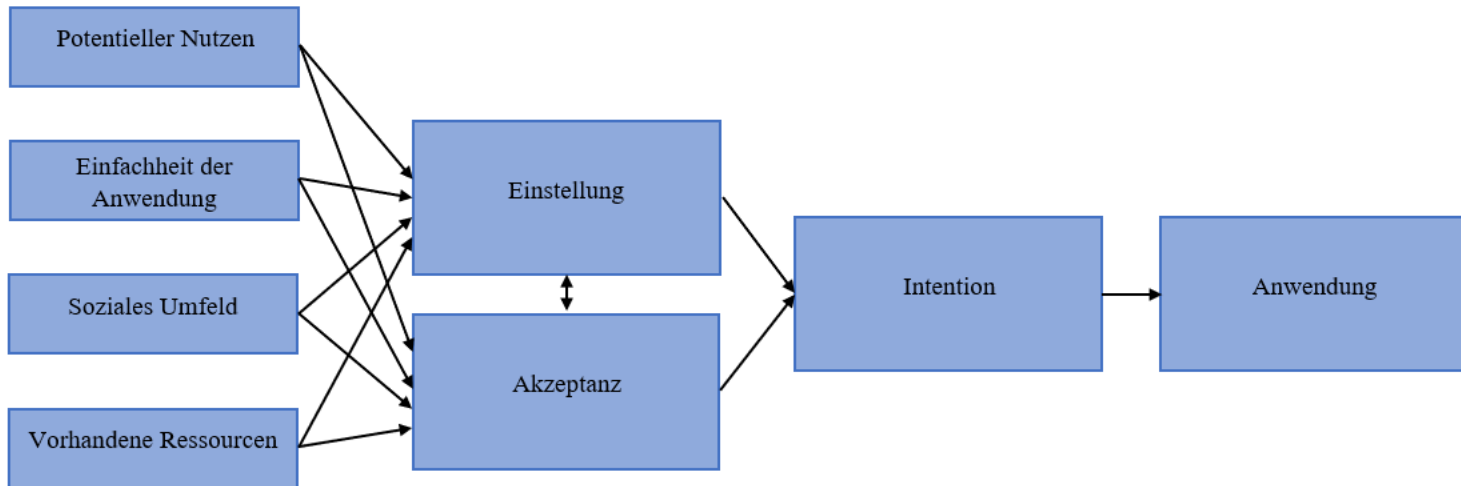 Potentieller Nutzen
Einfachheit der
Anwendung
Soziales Umfeld
Vorhandene Ressourcen
Einstellung
Akzeptanz
Intention
Anwendung